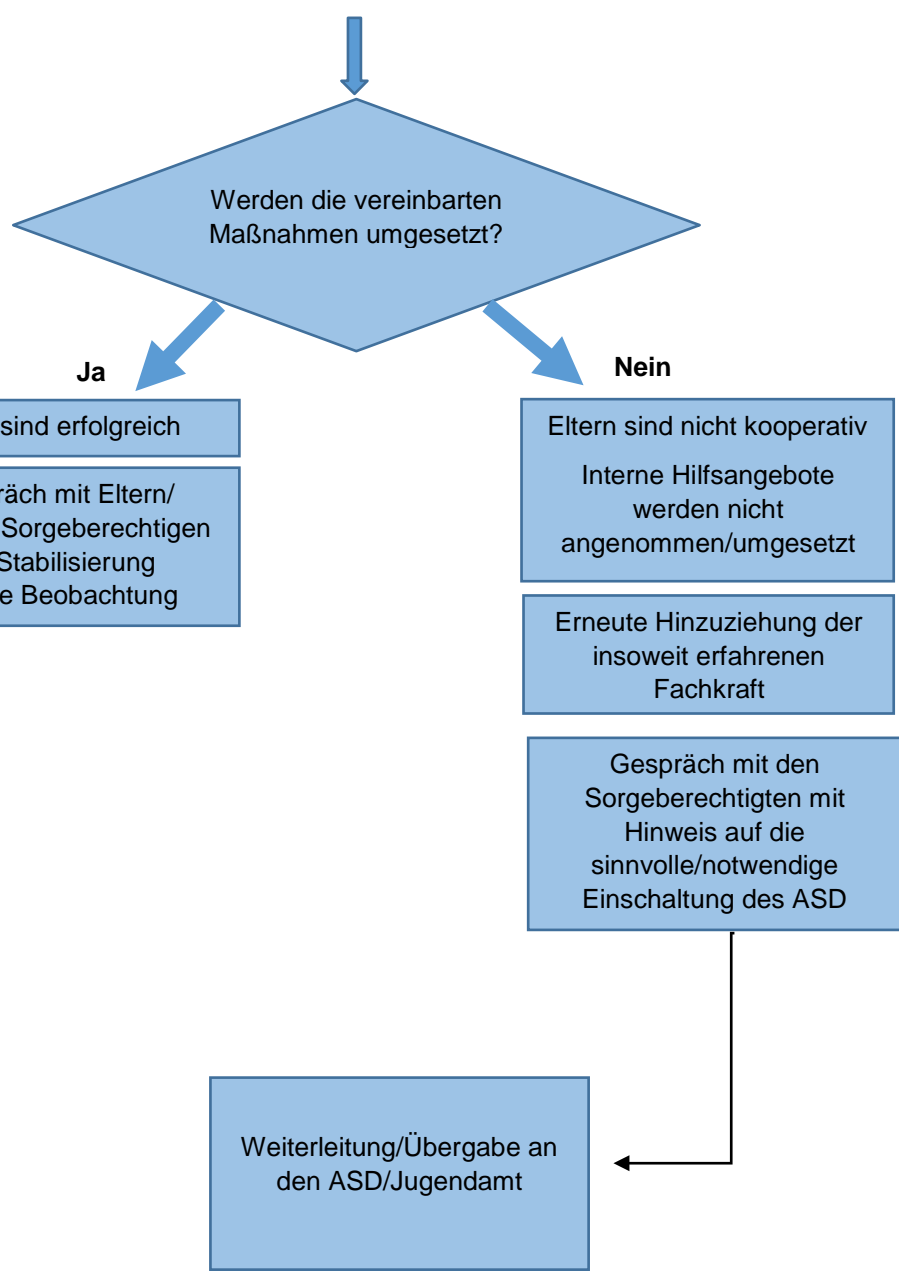 Werden die vereinbarten
Maßnahmen umgesetzt?
Ja
Nein
sind erfolgreich
räch mit Eltern/
Sorgeberechtigen
Stabilisierung
e Beobachtung
Eltern sind nicht kooperativ
Interne Hilfsangebote
werden nicht
angenommen/umgesetzt
Erneute Hinzuziehung der
insoweit erfahrenen
Fachkraft
Gespräch mit den
Sorgeberechtigten mit
Hinweis auf die
sinnvolle/notwendige
Einschaltung des ASD
Weiterleitung/Übergabe an
den ASD/Jugendamt